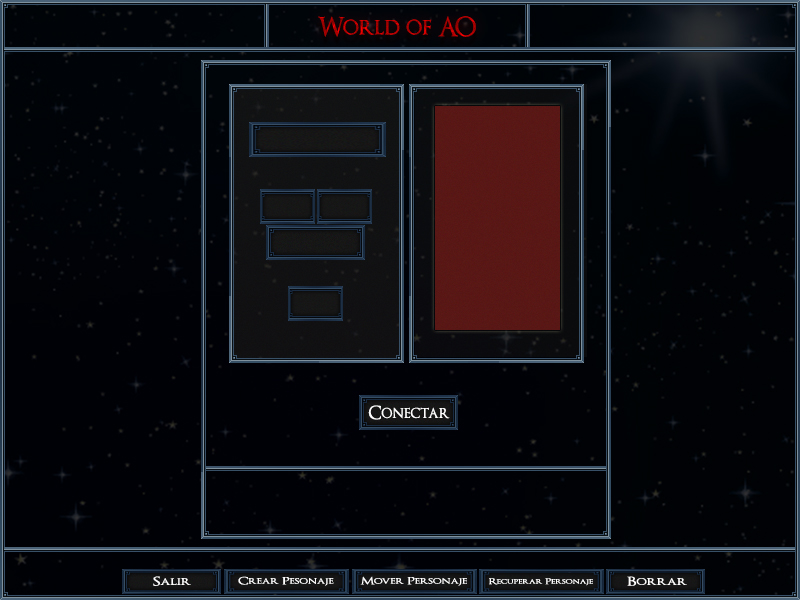 World of AO
Conectar
Salir
Crear Pesonaje
Mover Personaje
Recuperar Personaje
Borrar